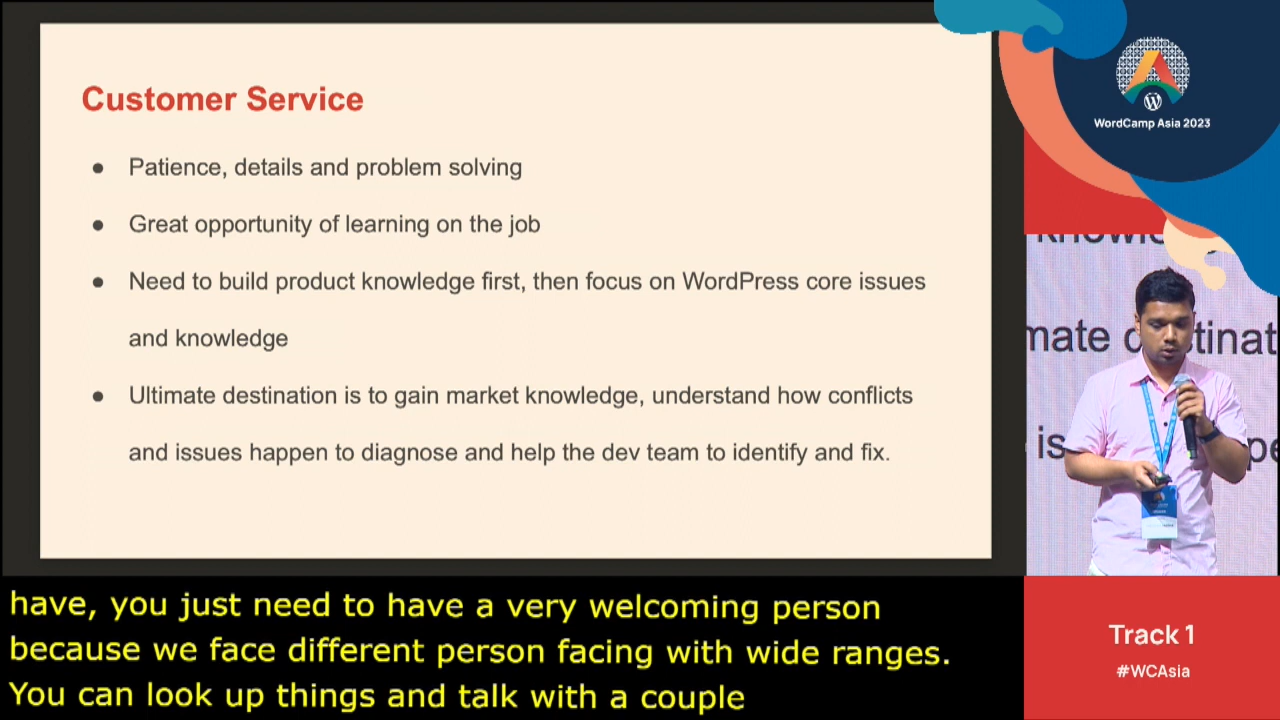 Customer Service
● Patience, details and problem solving
● Great opportunity of learning on the job
● Need to build product knowledge first, then focus on WordPress core issues
and knowledge
● Ultimate destination is to gain market knowledge, understand how conflicts
and issues happen to diagnose and help the dev team to identify and fix.
WordCamp Asia 2023
mate
tinat
is
pe
have, you just need to have a very welcoming person
because we face different person facing with wide ranges.
You can look up things and talk with a couple
Track 1
#WCAsia